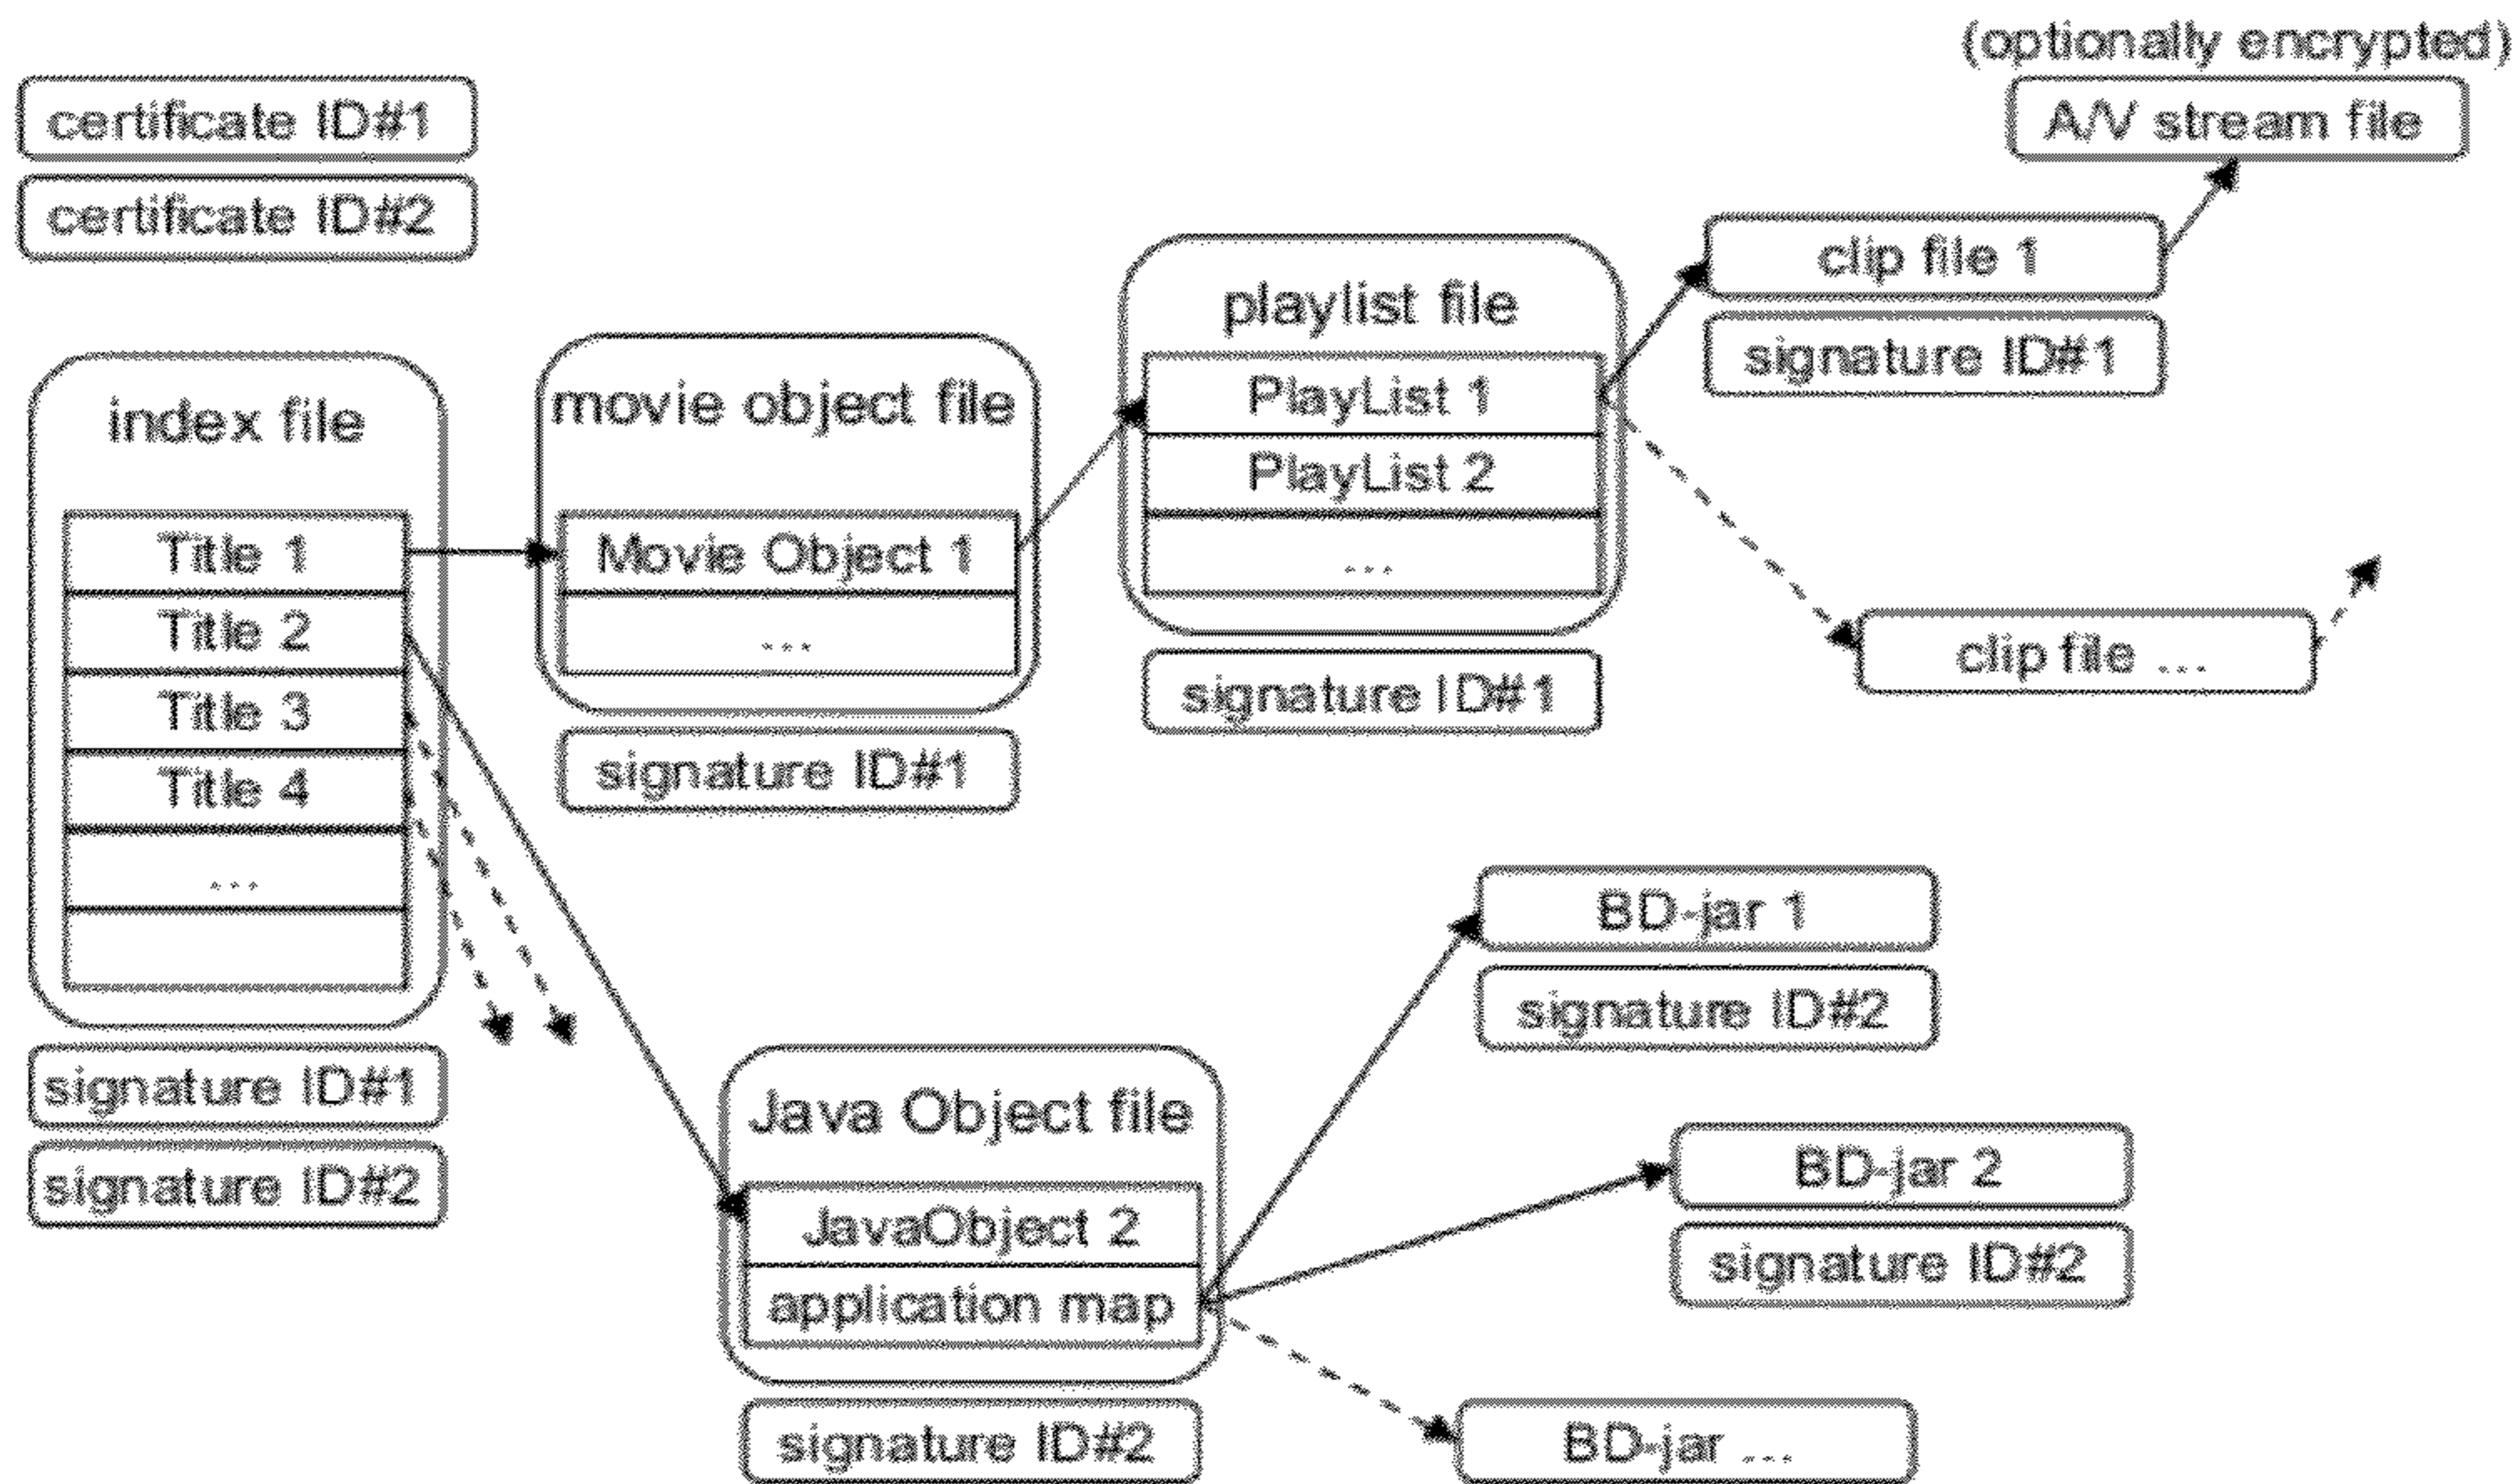 (optionally encrypted)
A/V stream file
certificate ID#1
certificate ID#2
clip file 1
signature ID#1
playlist file
PlayList 1
PlayList 2
...
signature ID#1
clip file ...
movie object file
Movie Object 1
...
signature ID#1
index file
Title 1
Title 2
Title 3
Title 4
...
signature ID#1
signature ID#2
BD-jar 1
signature ID#2
Java Object file
JavaObject 2
application map
signature ID#2
BD-jar 2
signature ID#2
BD-jar ...